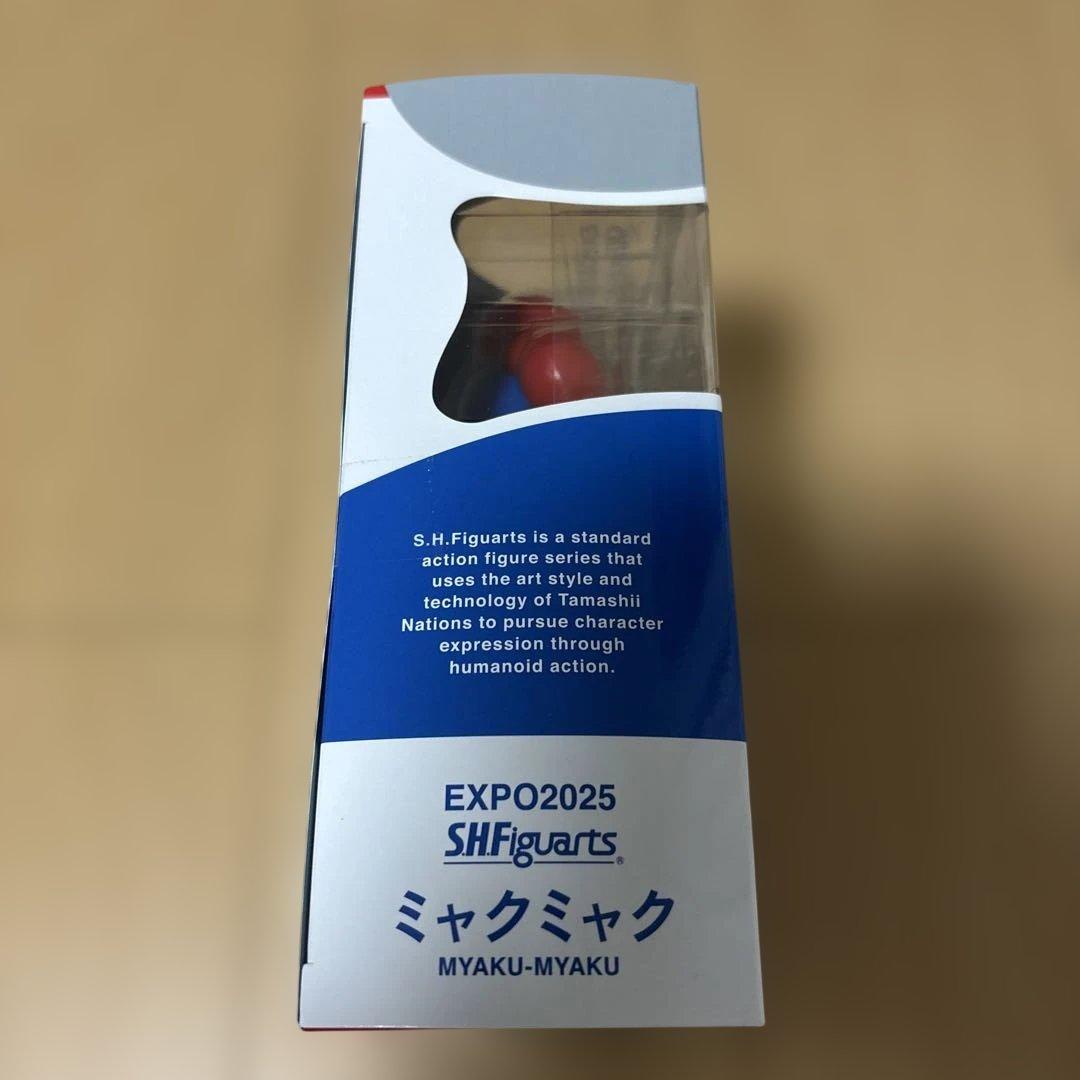 S.H.Figuarts is a standard
action figure series that
uses the art style and
technology of Tamashii
Nations to pursue character
expression through
humanoid action.
EXPO2025
S.H.Figuarts®
ミャクミャク
MYAKU-MYAKU